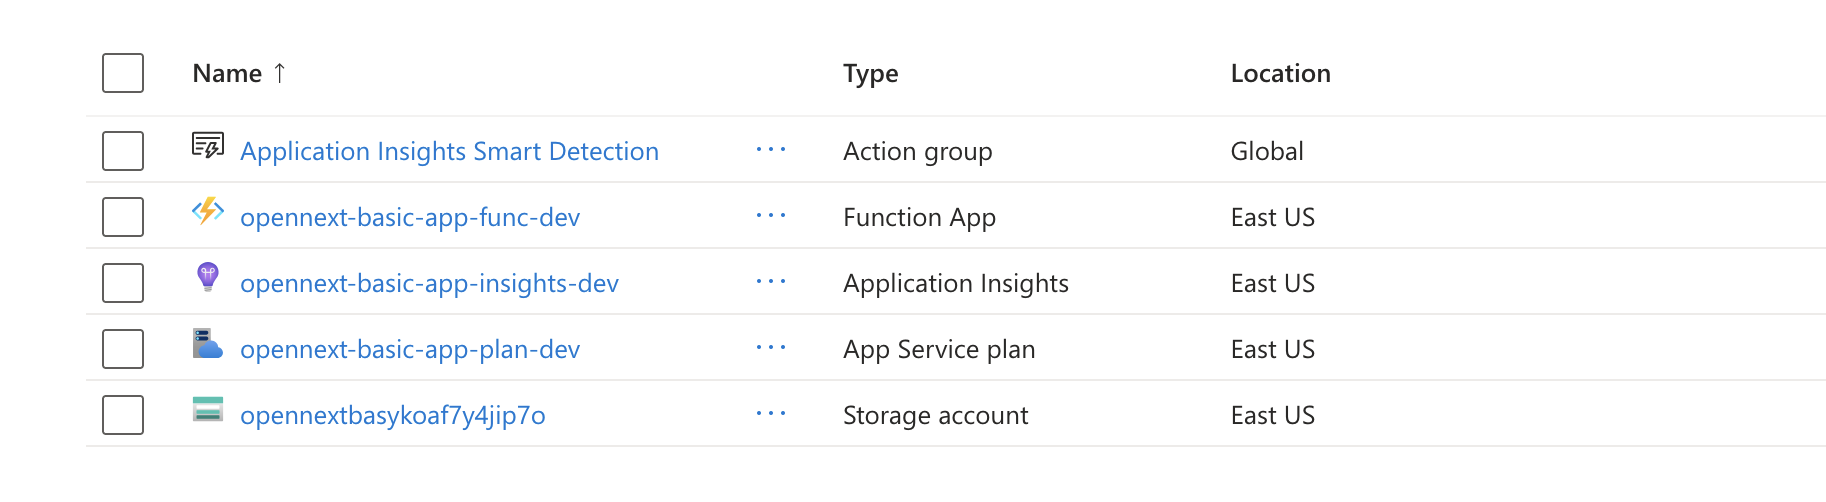 Name ↑ Type Location
Application Insights Smart Detection ··· Action group Global
opennext-basic-app-func-dev ··· Function App East US
opennext-basic-app-insights-dev ··· Application Insights East US
opennext-basic-app-plan-dev ··· App Service plan East US
opennextbasykoaf7y4jip7o ··· Storage account East US